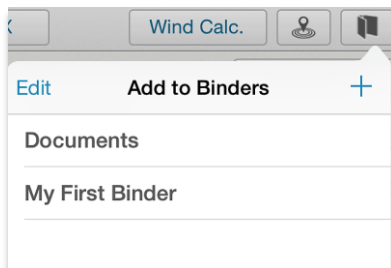 Wind Calc.
Edit Add to Binders +
Documents
My First Binder